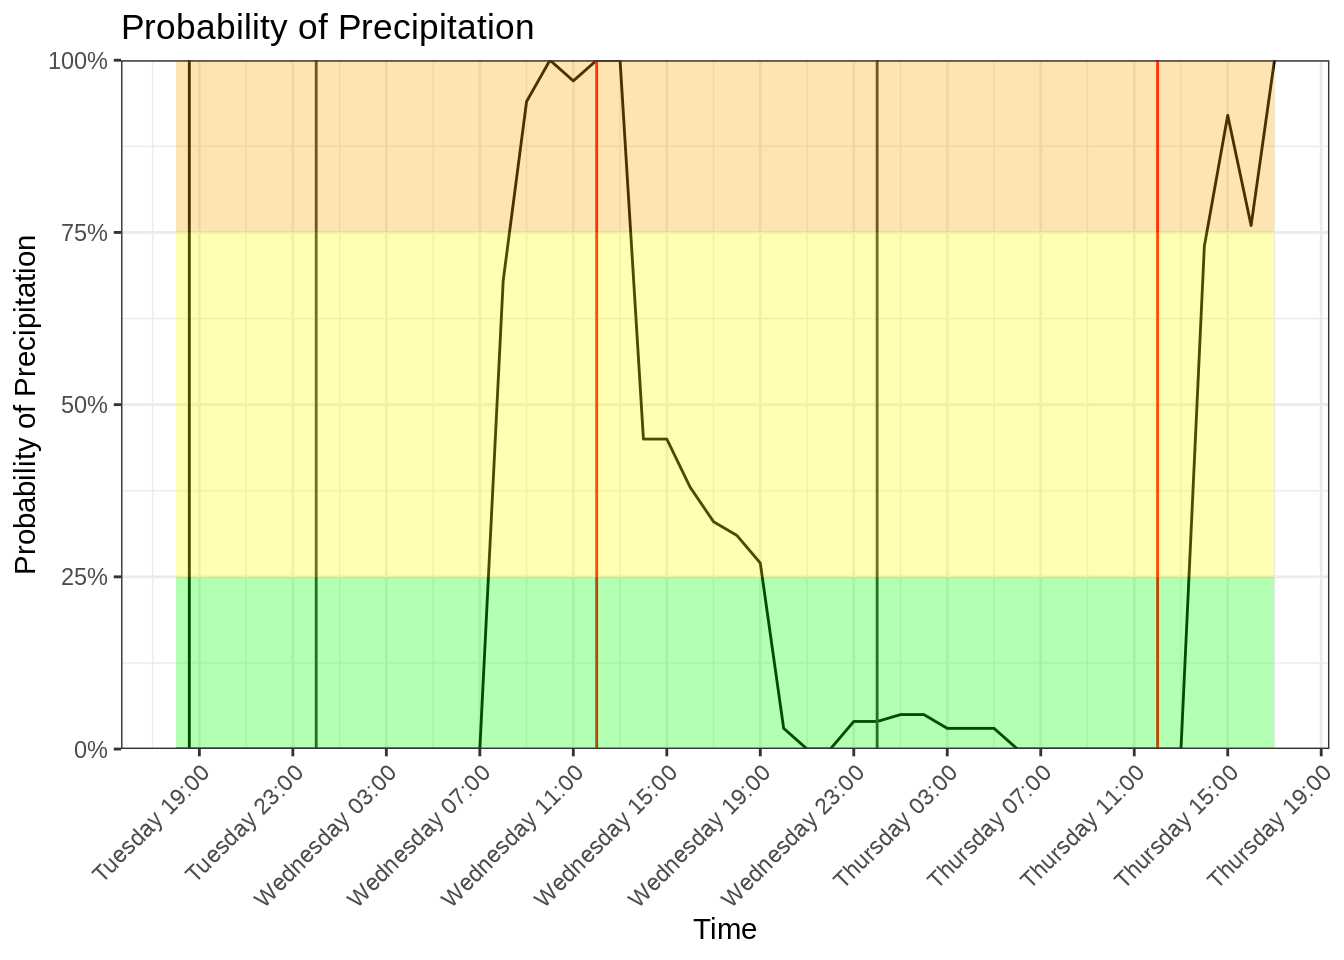 Probability of Precipitation
Probability of Precipitation
100%
75%
50%
25%
0%
Tuesday 19:00
Tuesday 23:00
Wednesday 03:00
Wednesday 07:00
Wednesday 11:00
Wednesday 15:00
Wednesday 19:00
Wednesday 23:00
Thursday 03:00
Thursday 07:00
Thursday 11:00
Thursday 15:00
Thursday 19:00
Time